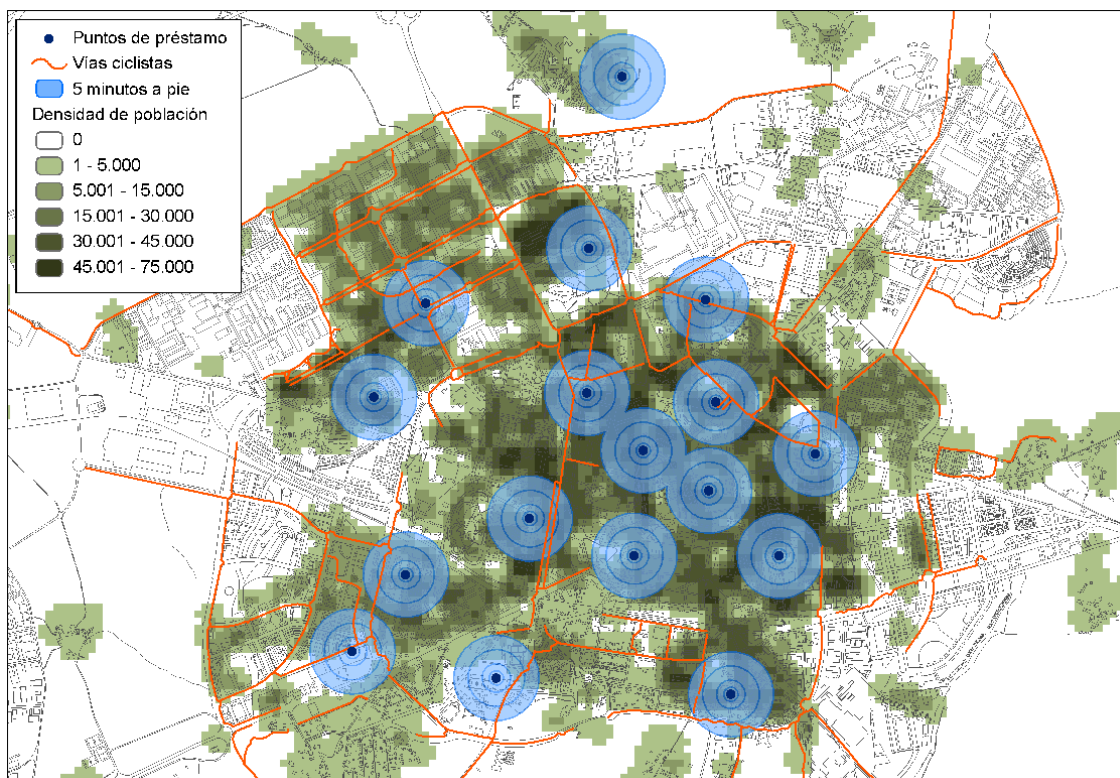 Puntos de préstamo
Vías ciclistas
5 minutos a pie
Densidad de población
0
1 - 5.000
5.001 - 15.000
15.001 - 30.000
30.001 - 45.000
45.001 - 75.000